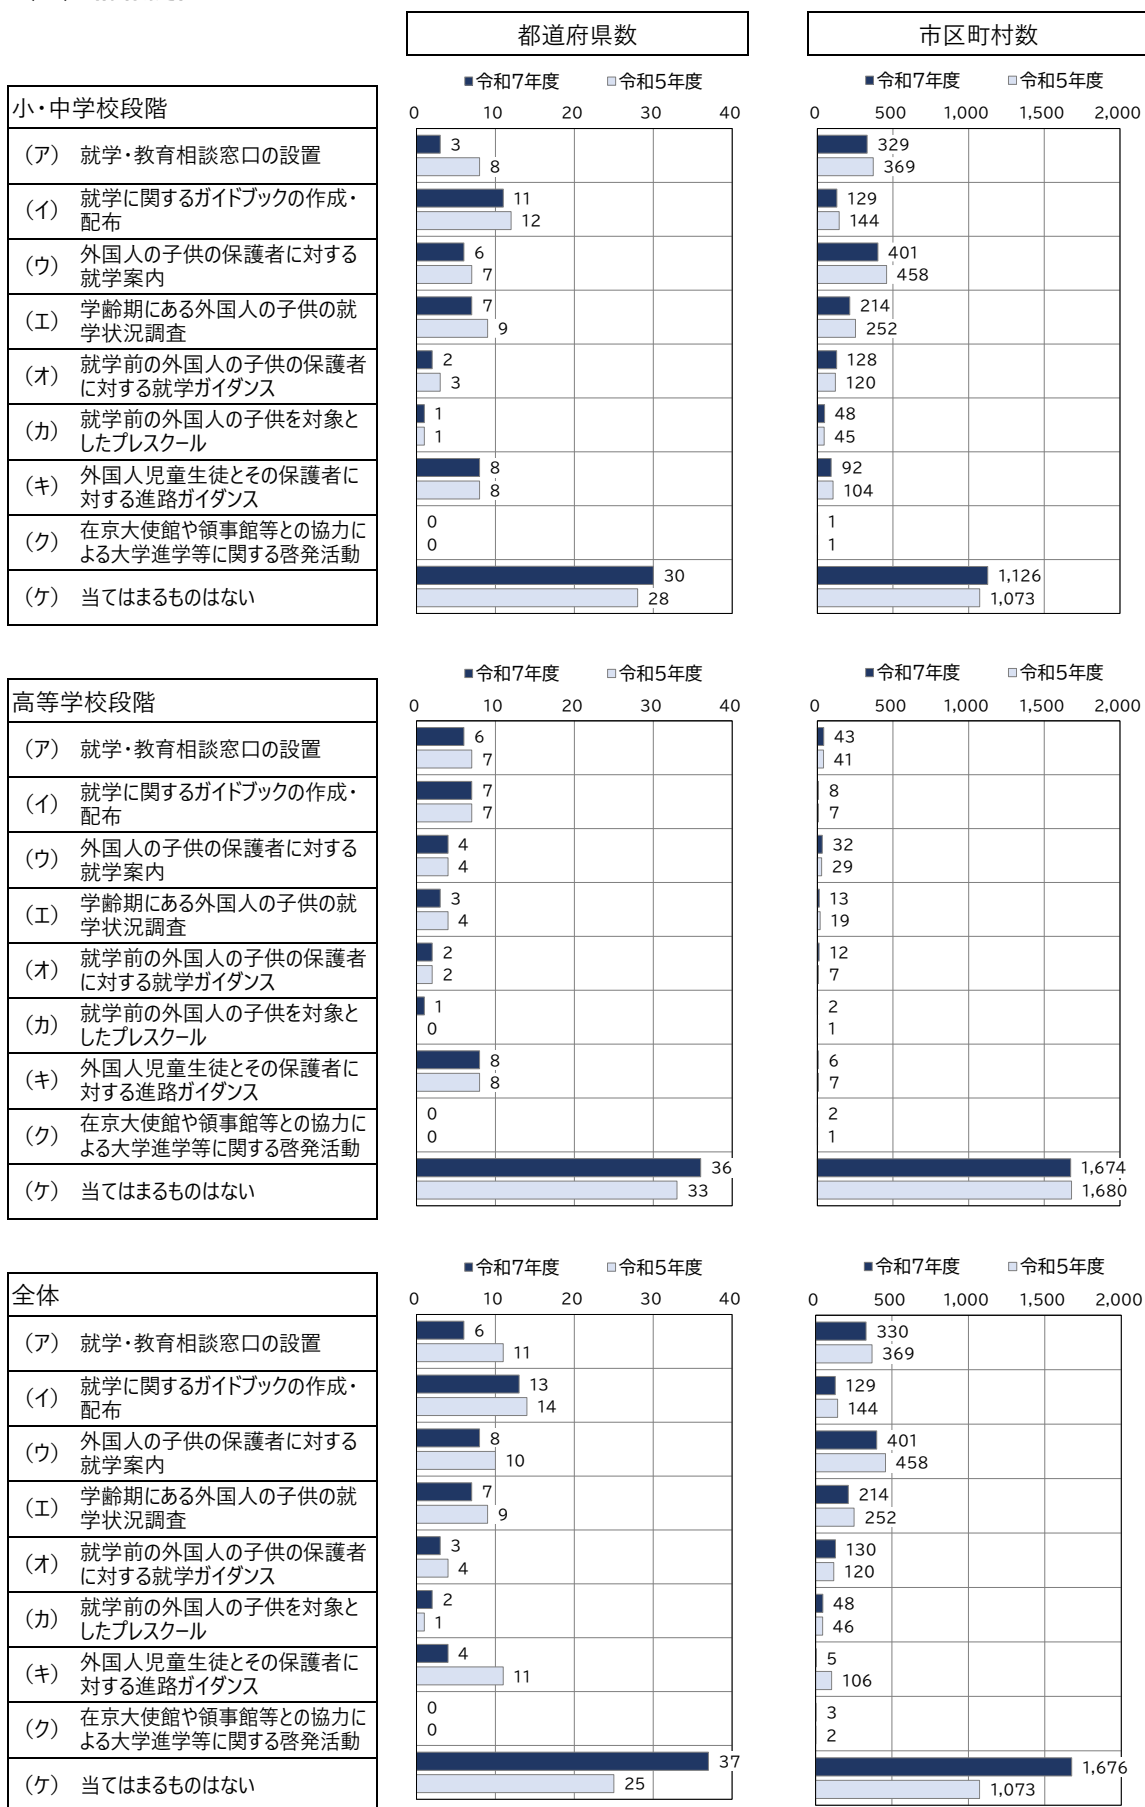 都道府県数
市区町村数
■令和7年度 □令和5年度
■令和7年度 □令和5年度
小・中学校段階
0 10 20 30 40
0 500 1,000 1,500 2,000
(ア) 就学・教育相談窓口の設置
3
8
329
369
(イ) 就学に関するガイドブックの作成・
配布
11
12
129
144
(ウ) 外国人の子供の保護者に対する
就学案内
6
7
401
458
(エ) 学齢期にある外国人の子供の就
学状況調査
7
9
214
252
(オ) 就学前の外国人の子供の保護者
に対する就学ガイダンス
2
3
128
120
(カ) 就学前の外国人の子供を対象と
したプレスクール
1
1
48
45
(キ) 外国人児童生徒とその保護者に
対する進路ガイダンス
8
8
92
104
(ク) 在京大使館や領事館等との協力に
よる大学進学等に関する啓発活動
0
0
1
1
(ケ) 当てはまるものはない
30
28
1,126
1,073
■令和7年度 □令和5年度
■令和7年度 □令和5年度
高等学校段階
0 10 20 30 40
0 500 1,000 1,500 2,000
(ア) 就学・教育相談窓口の設置
6
7
43
41
(イ) 就学に関するガイドブックの作成・
配布
7
7
8
7
(ウ) 外国人の子供の保護者に対する
就学案内
4
4
32
29
(エ) 学齢期にある外国人の子供の就
学状況調査
3
4
13
19
(オ) 就学前の外国人の子供の保護者
に対する就学ガイダンス
2
2
12
7
(カ) 就学前の外国人の子供を対象と
したプレスクール
1
0
2
1
(キ) 外国人児童生徒とその保護者に
対する進路ガイダンス
8
8
6
7
(ク) 在京大使館や領事館等との協力に
よる大学進学等に関する啓発活動
0
0
2
1
(ケ) 当てはまるものはない
36
33
1,674
1,680
■令和7年度 □令和5年度
■令和7年度 □令和5年度
全体
0 10 20 30 40
0 500 1,000 1,500 2,000
(ア) 就学・教育相談窓口の設置
6
11
330
369
(イ) 就学に関するガイドブックの作成・
配布
13
14
129
144
(ウ) 外国人の子供の保護者に対する
就学案内
8
10
401
458
(エ) 学齢期にある外国人の子供の就
学状況調査
7
9
214
252
(オ) 就学前の外国人の子供の保護者
に対する就学ガイダンス
3
4
130
120
(カ) 就学前の外国人の子供を対象と
したプレスクール
2
1
48
46
(キ) 外国人児童生徒とその保護者に
対する進路ガイダンス
4
11
5
106
(ク) 在京大使館や領事館等との協力に
よる大学進学等に関する啓発活動
0
0
3
2
(ケ) 当てはまるものはない
37
25
1,676
1,073